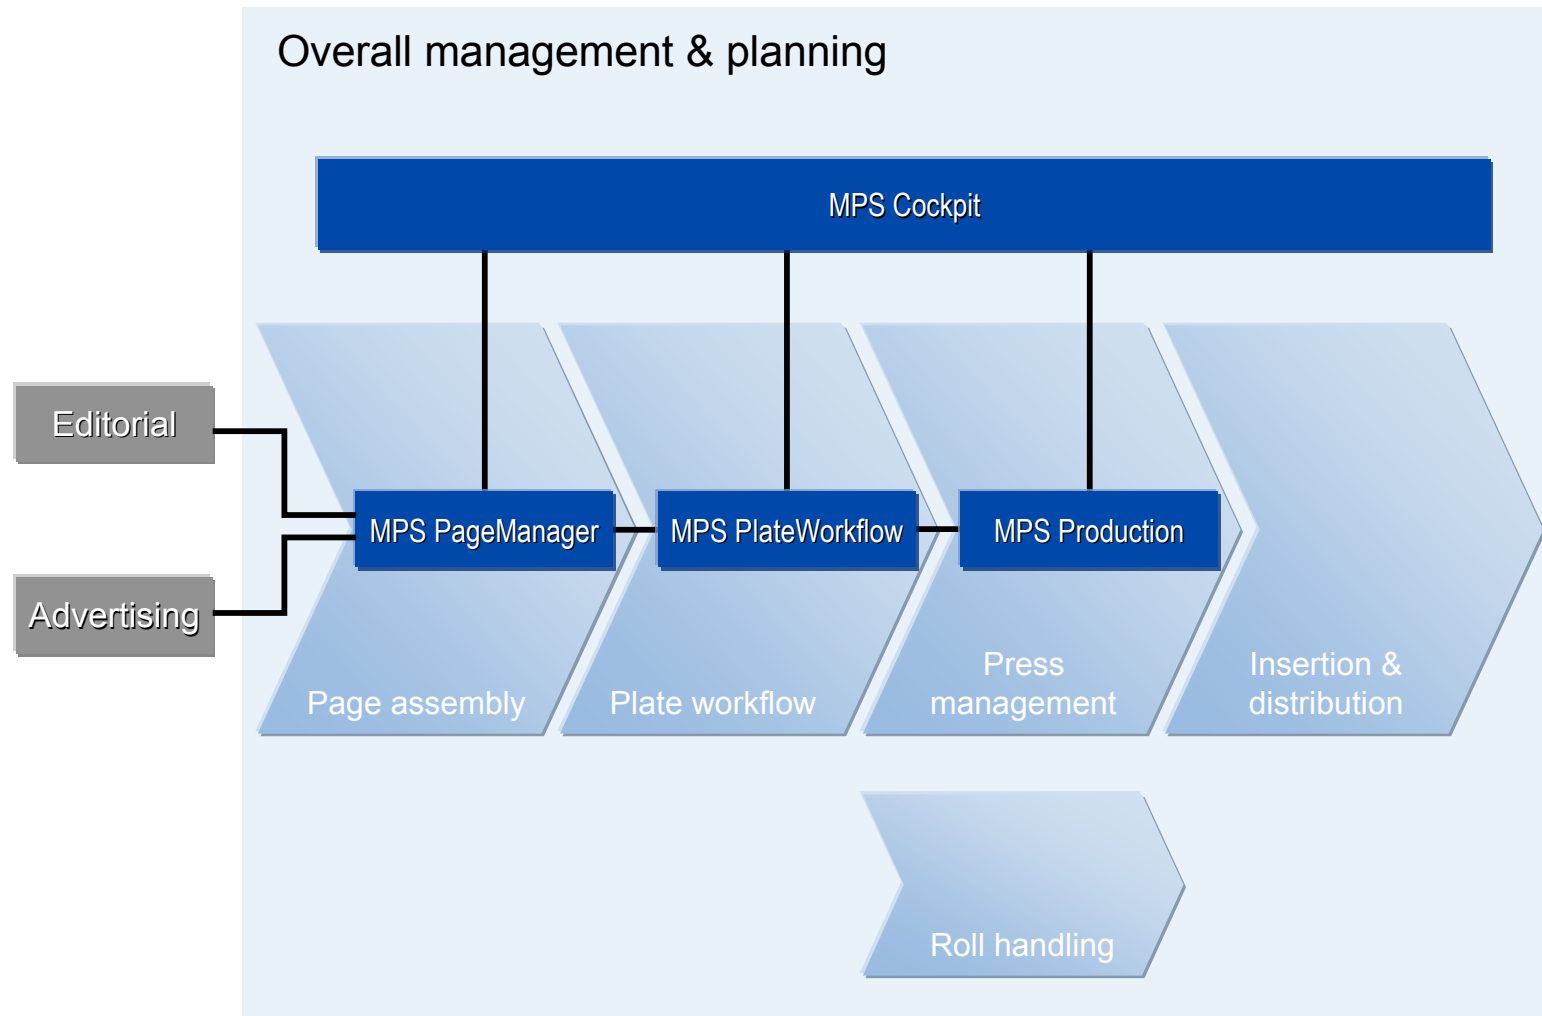 Overall management & planning
MPS Cockpit
Editorial
Advertising
MPS PageManager
MPS PlateWorkflow
MPS Production
Page assembly
Plate workflow
Press
management
Insertion &
distribution
Roll handling